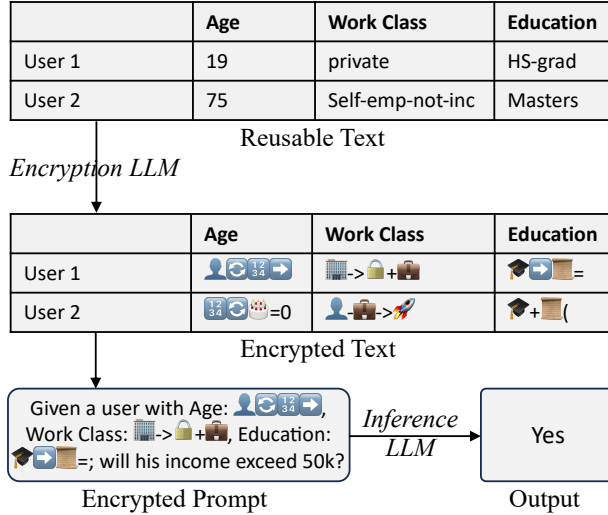 Age Work Class Education
User 1 19 private HS-grad
User 2 75 Self-emp-not-inc Masters
Reusable Text
Encryption LLM
Age Work Class Education
User 1 👤🔄🔢➡️ 🏢->🔒+💼 🎓➡️📜=
User 2 🔢🔄🎂=0 👤-💼->🚀 🎓+📜(
Encrypted Text
Given a user with Age: 👤🔄🔢➡️,
Work Class: 🏢->🔒+💼, Education:
🎓➡️📜=; will his income exceed 50k?
Inference
LLM
Yes
Encrypted Prompt
Output